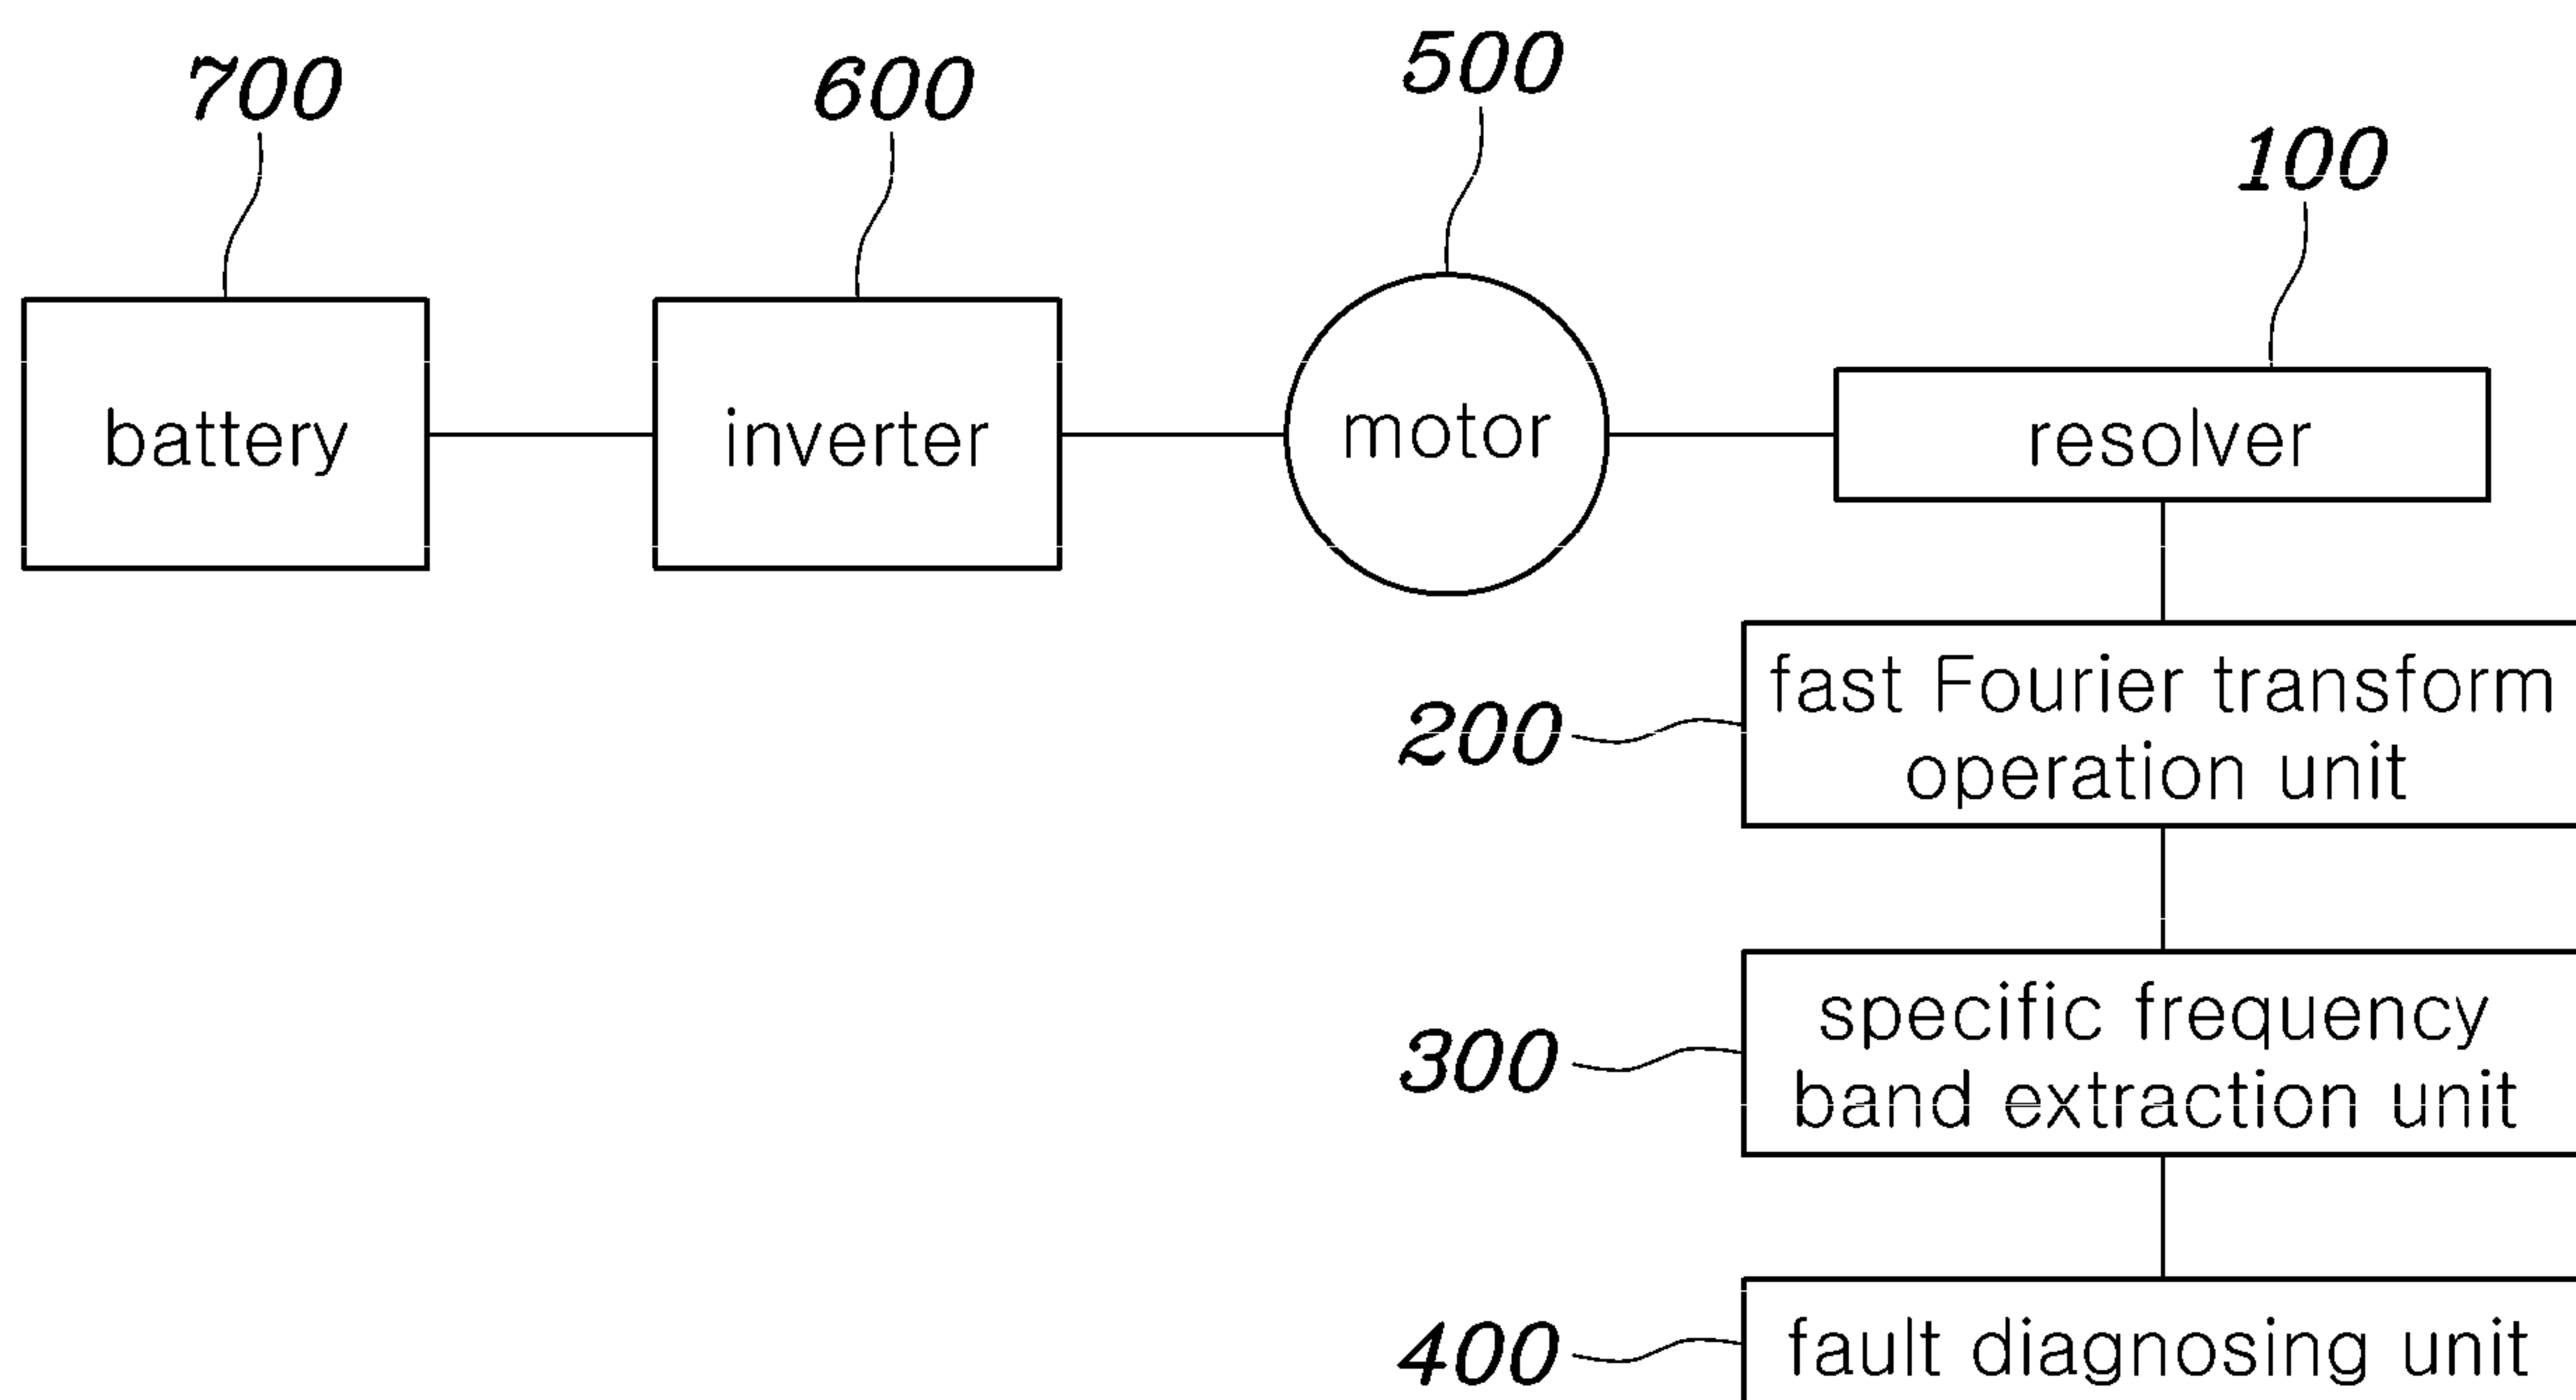 700
600
500
100
battery
inverter
motor
resolver
200
fast Fourier transform
operation unit
300
specific frequency
band extraction unit
400
fault diagnosing unit